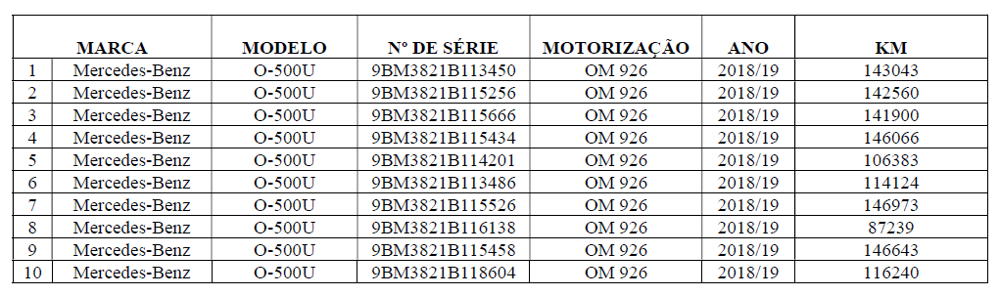 MARCA MODELO Nº DE SÉRIE MOTORIZAÇÃO ANO KM
1 Mercedes-Benz O-500U 9BM3821B113450 OM 926 2018/19 143043
2 Mercedes-Benz O-500U 9BM3821B115256 OM 926 2018/19 142560
3 Mercedes-Benz O-500U 9BM3821B115666 OM 926 2018/19 141900
4 Mercedes-Benz O-500U 9BM3821B115434 OM 926 2018/19 146066
5 Mercedes-Benz O-500U 9BM3821B114201 OM 926 2018/19 106383
6 Mercedes-Benz O-500U 9BM3821B113486 OM 926 2018/19 114124
7 Mercedes-Benz O-500U 9BM3821B115526 OM 926 2018/19 146973
8 Mercedes-Benz O-500U 9BM3821B116138 OM 926 2018/19 87239
9 Mercedes-Benz O-500U 9BM3821B115458 OM 926 2018/19 146643
10 Mercedes-Benz O-500U 9BM3821B118604 OM 926 2018/19 116240